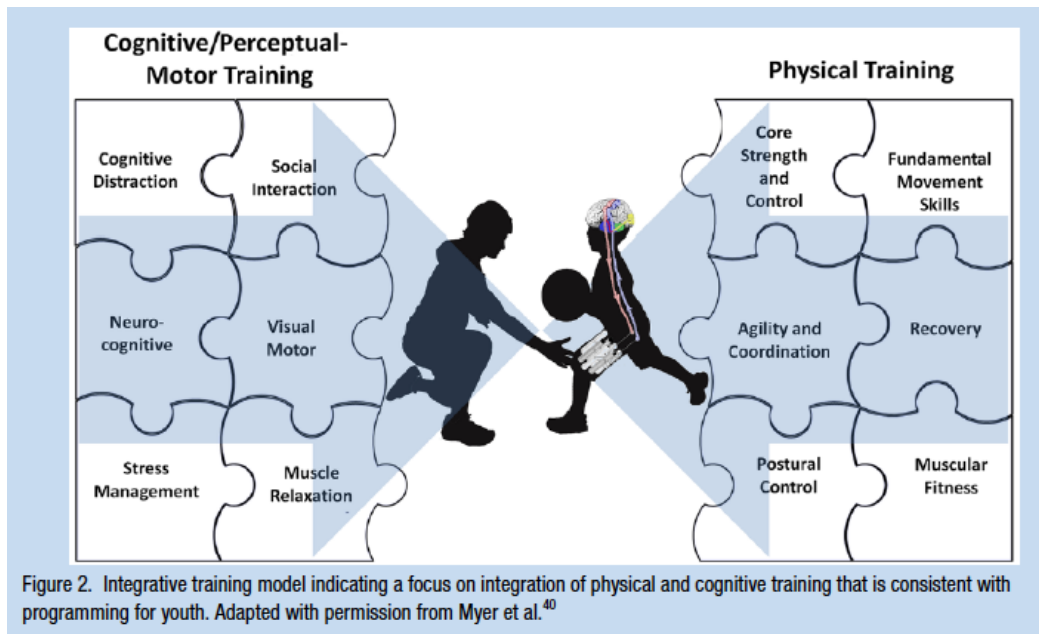 Cognitive/Perceptual-
Motor Training
Physical Training
Cognitive
Distraction
Social
Interaction
Core
Strength
and
Control
Fundamental
Movement
Skills
Neuro-
cognitive
Visual
Motor
Agility and
Coordination
Recovery
Stress
Management
Muscle
Relaxation
Postural
Control
Muscular
Fitness
Figure 2. Integrative training model indicating a focus on integration of physical and cognitive training that is consistent with
programming for youth. Adapted with permission from Myer et al.40